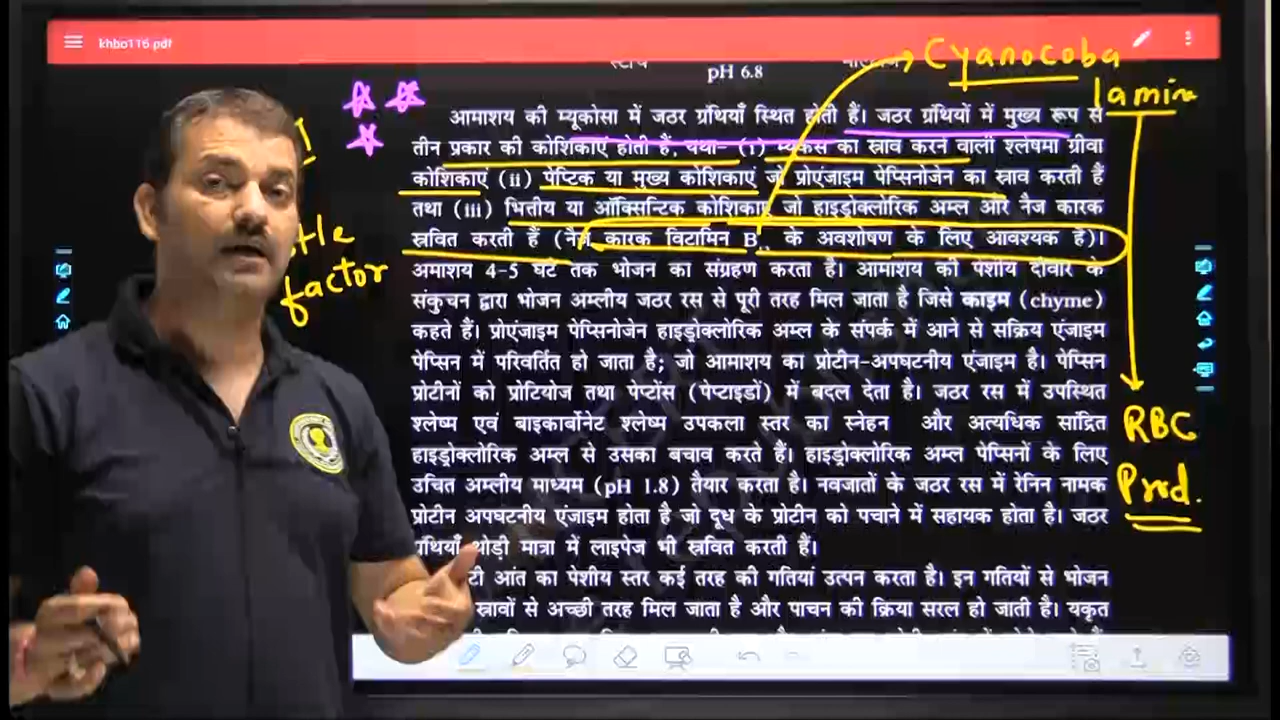 khbo116.pdf
pH 6.8
Cyanocoba
lamine
आमाशय की म्यूकोसा में जठर ग्रंथियाँ स्थित होती हैं। जठर ग्रंथियों में मुख्य रूप से
तीन प्रकार की कोशिकाएं होती हैं, यथा- (i) म्यूकस का स्राव करने वाली श्लेषमा ग्रीवा
कोशिकाएं (ii) पेप्टिक या मुख्य कोशिकाएं जो प्रोएंजाइम पेप्सिनोजेन का स्राव करती हैं
तथा (iii) भित्तीय या ऑक्सिन्टिक कोशिकाएं जो हाइड्रोक्लोरिक अम्ल और नैज कारक
स्रवित करती हैं (नैज कारक विटामिन B के अवशोषण के लिए आवश्यक है)।
अमाशय 4-5 घंटे तक भोजन का संग्रहण करता है। आमाशय की पेशीय दीवार के
संकुचन द्वारा भोजन अम्लीय जठर रस से पूरी तरह मिल जाता है जिसे काइम (chyme)
कहते हैं। प्रोएंजाइम पेप्सिनोजेन हाइड्रोक्लोरिक अम्ल के संपर्क में आने से सक्रिय एंजाइम
पेप्सिन में परिवर्तित हो जाता है; जो आमाशय का प्रोटीन-अपघटनीय एंजाइम है। पेप्सिन
प्रोटीनों को प्रोटियोज तथा पेप्टोंस (पेप्टाइडों) में बदल देता है। जठर रस में उपस्थित
श्लेष्म एवं बाइकार्बोनेट श्लेष्म उपकला स्तर का स्नेहन और अत्यधिक सांद्रित
हाइड्रोक्लोरिक अम्ल से उसका बचाव करते हैं। हाइड्रोक्लोरिक अम्ल पेप्सिनों के लिए
उचित अम्लीय माध्यम (pH 1.8) तैयार करता है। नवजातों के जठर रस में रेनिन नामक
प्रोटीन अपघटनीय एंजाइम होता है जो दूध के प्रोटीन को पचाने में सहायक होता है। जठर
ग्रंथियाँ थोड़ी मात्रा में लाइपेज भी स्रवित करती हैं।
आंत का पेशीय स्तर कई तरह की गतियां उत्पन करता है। इन गतियों से भोजन
स्रावों से अच्छी तरह मिल जाता है और पाचन की क्रिया सरल हो जाती है। यकृत
factor
RBC
Prod.